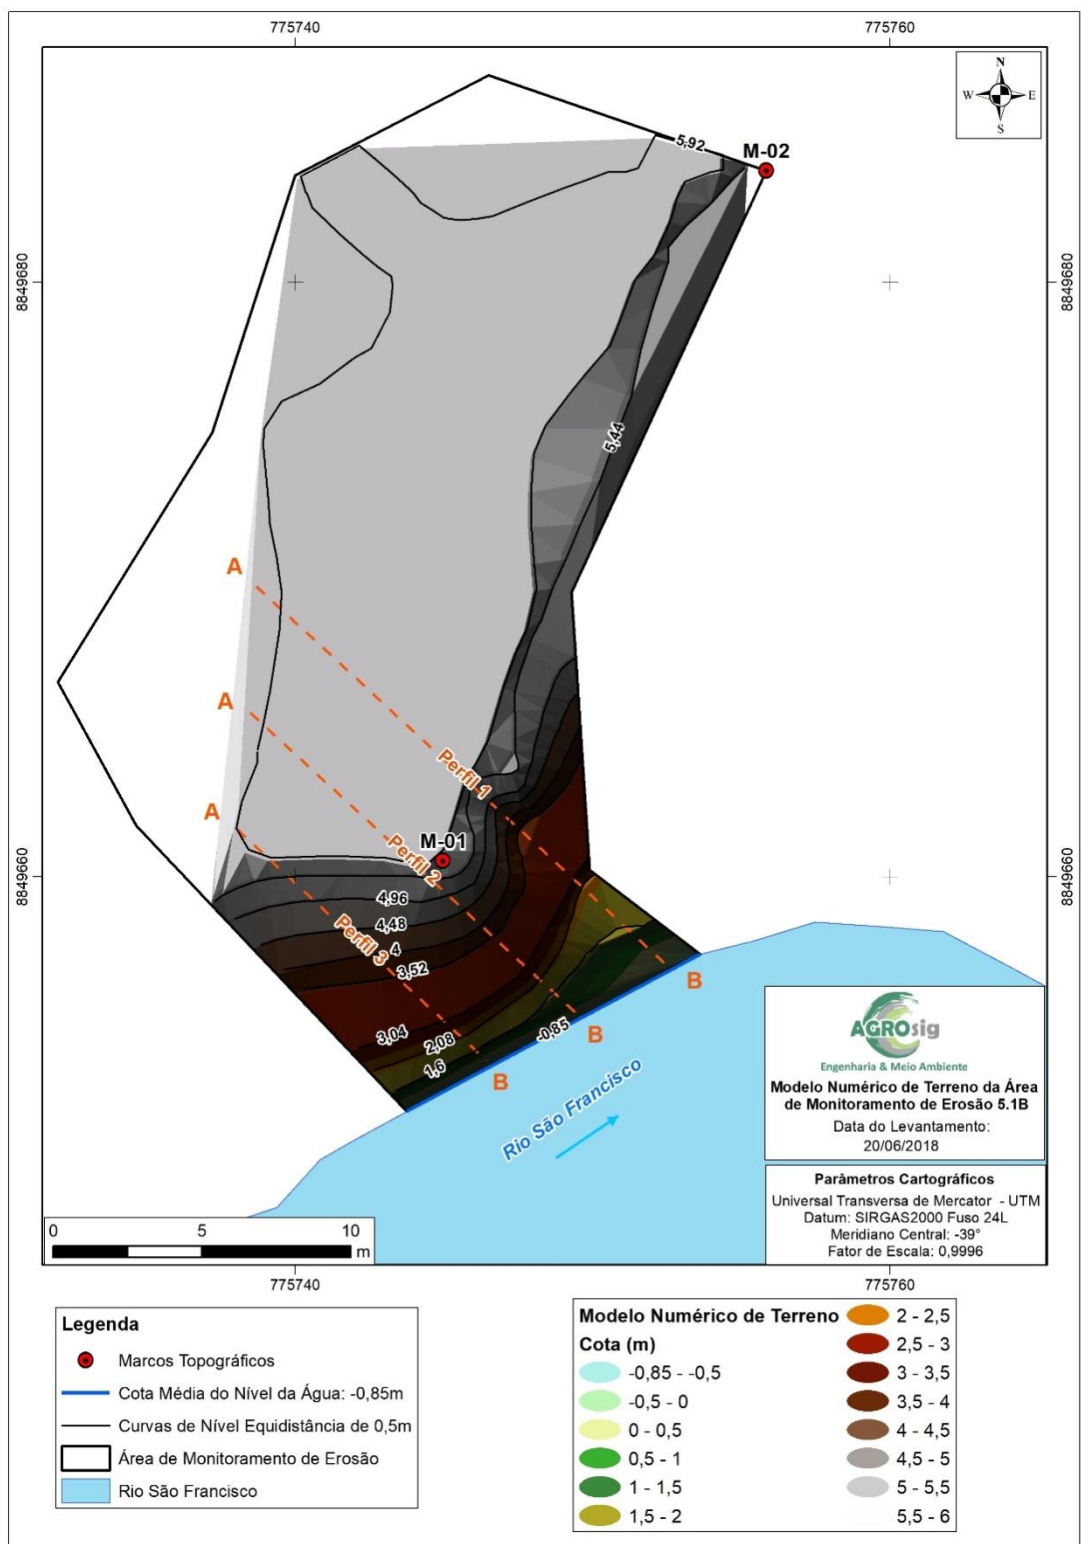 775740
775760
N
W
E
S
5,92
M-02
8849680
8849680
5,44
A
A
Perfil 1
A
M-01
Perfil 2
8849660
8849660
4,96
4,48
Perfil 3
4
3,52
B
3,04
2,08
-0,85
B
1,6
B
Rio São Francisco
AGROsig
Engenharia & Meio Ambiente
Modelo Numérico de Terreno da Área
de Monitoramento de Erosão 5.1B
Data do Levantamento:
20/06/2018
Parâmetros Cartográficos
Universal Transversa de Mercator - UTM
Datum: SIRGAS2000 Fuso 24L
Meridiano Central: -39°
Fator de Escala: 0,9996
0 5 10
m
775740
775760
Legenda
Marcos Topográficos
Cota Média do Nível da Água: -0,85m
Curvas de Nível Equidistância de 0,5m
Área de Monitoramento de Erosão
Rio São Francisco
Modelo Numérico de Terreno
Cota (m)
-0,85 - -0,5
-0,5 - 0
0 - 0,5
0,5 - 1
1 - 1,5
1,5 - 2
2 - 2,5
2,5 - 3
3 - 3,5
3,5 - 4
4 - 4,5
4,5 - 5
5 - 5,5
5,5 - 6